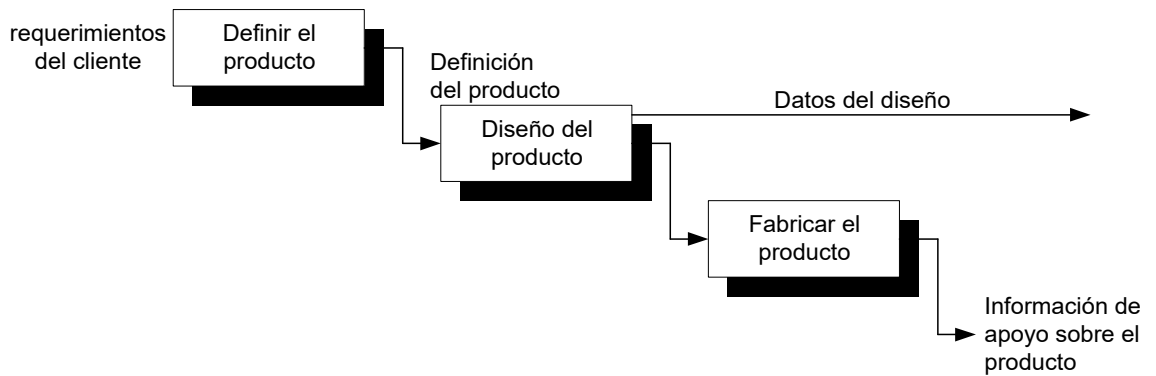 requerimientos
del cliente
Definir el
producto
Definición
del producto
Datos del diseño
Diseño del
producto
Fabricar el
producto
Información de
apoyo sobre el
producto